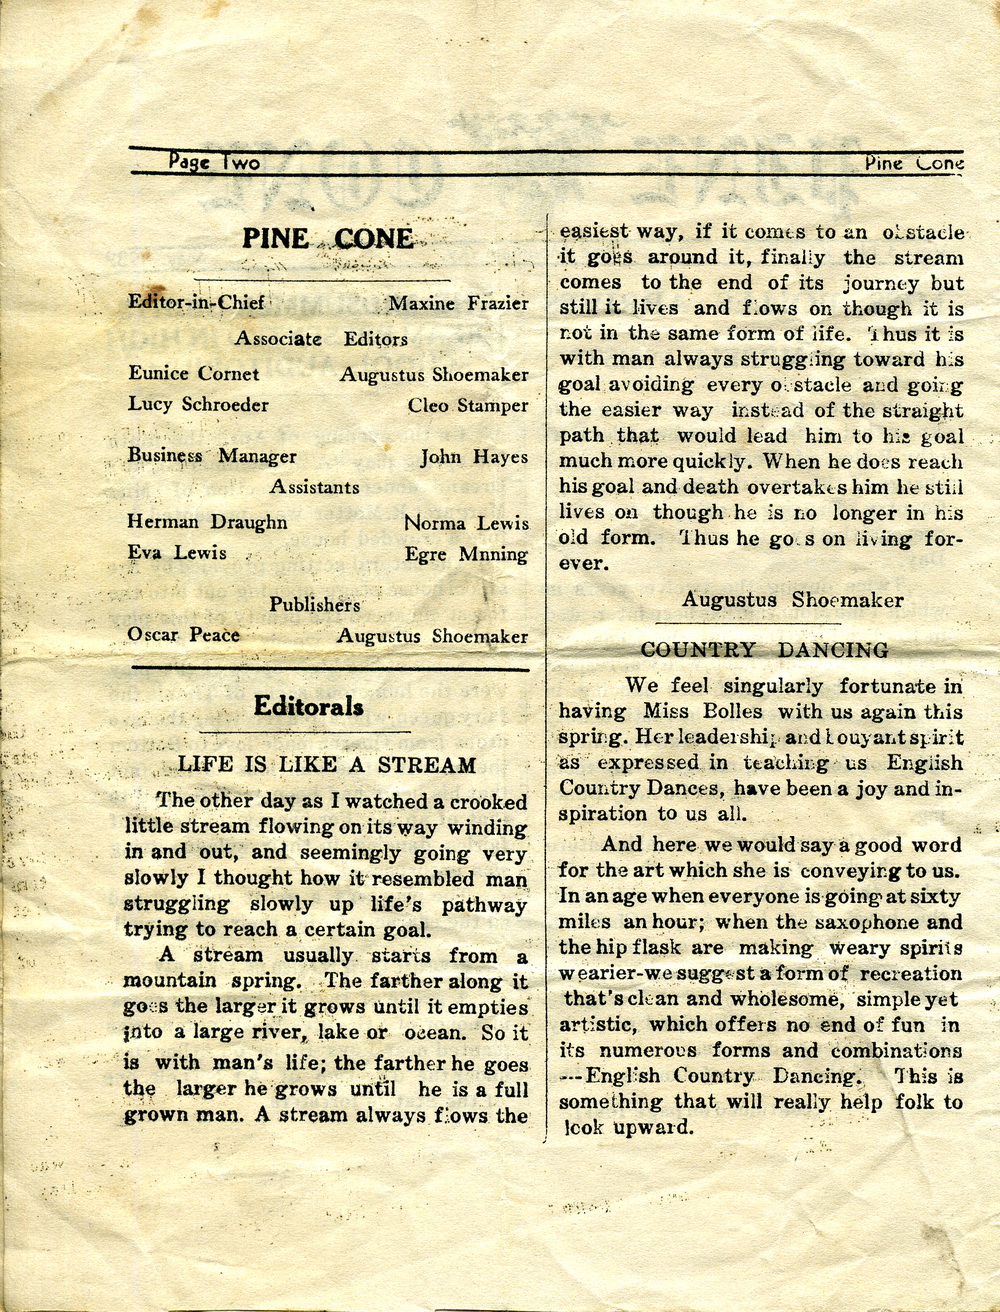 Page Two Pine Cone
PINE CONE
Editor-in-Chief Maxine Frazier
Associate Editors
Eunice Cornet Augustus Shoemaker
Lucy Schroeder Cleo Stamper
Business Manager John Hayes
Assistants
Herman Draughn Norma Lewis
Eva Lewis Egre Mnning
Publishers
Oscar Peace Augustus Shoemaker
Editorals
LIFE IS LIKE A STREAM
The other day as I watched a crooked
little stream flowing on its way winding
in and out, and seemingly going very
slowly I thought how it resembled man
struggling slowly up life's pathway
trying to reach a certain goal.
A stream usually starts from a
mountain spring. The farther along it
goes the larger it grows until it empties
into a large river, lake or ocean. So it
is with man's life; the farther he goes
the larger he grows until he is a full
grown man. A stream always flows the
easiest way, if it comes to an obstacle
it goes around it, finally the stream
comes to the end of its journey but
still it lives and flows on though it is
not in the same form of life. Thus it is
with man always struggling toward his
goal avoiding every obstacle and going
the easier way instead of the straight
path that would lead him to his goal
much more quickly. When he does reach
his goal and death overtakes him he still
lives on though he is no longer in his
old form. Thus he goes on living for-
ever.
Augustus Shoemaker
COUNTRY DANCING
We feel singularly fortunate in
having Miss Bolles with us again this
spring. Her leadership and bouyant spirit
as expressed in teaching us English
Country Dances, have been a joy and in-
spiration to us all.
And here we would say a good word
for the art which she is conveying to us.
In an age when everyone is going at sixty
miles an hour; when the saxophone and
the hip flask are making weary spirits
wearier-we suggest a form of recreation
that's clean and wholesome, simple yet
artistic, which offers no end of fun in
its numerous forms and combinations
---English Country Dancing. This is
something that will really help folk to
look upward.